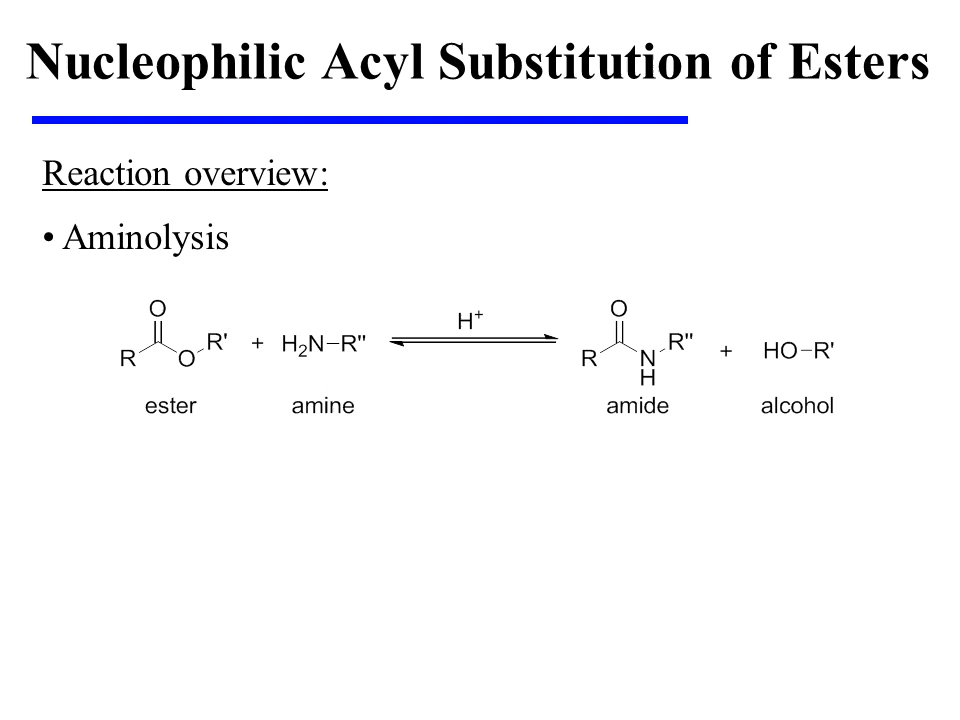 Nucleophilic Acyl Substitution of Esters
Reaction overview:
• Aminolysis
O R O R' + H₂N–R'' H⁺ O R N H R'' + HO–R'
ester amine amide alcohol